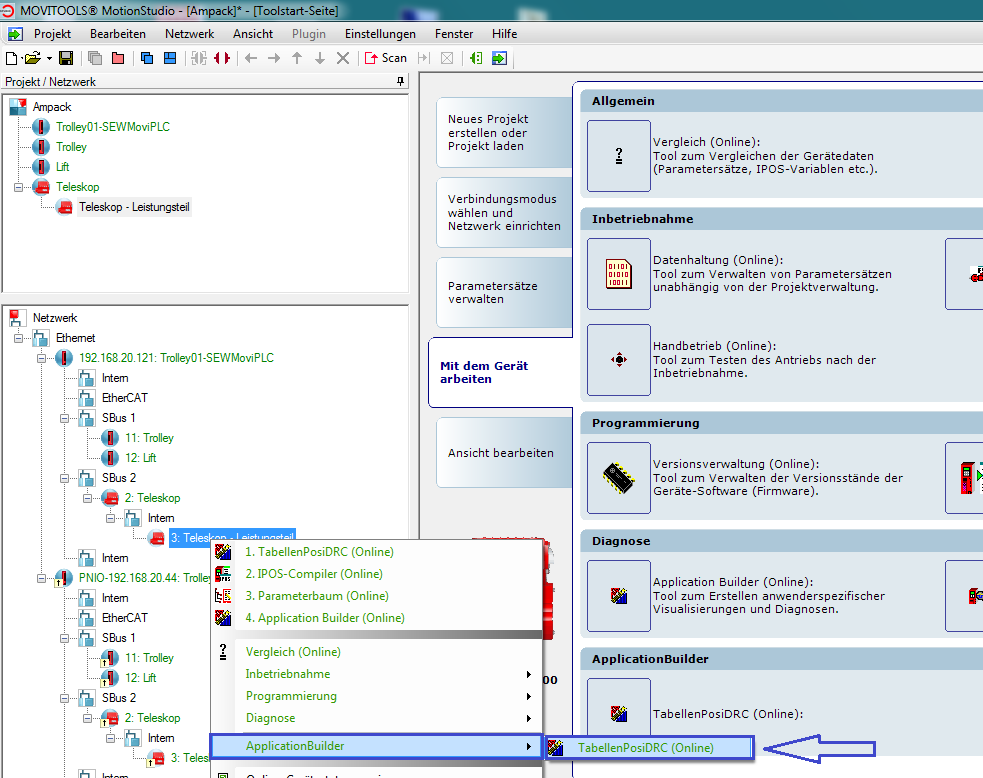 MOVITOOLS® MotionStudio - [Ampack]* - [Toolstart-Seite]
Projekt Bearbeiten Netzwerk Ansicht Plugin Einstellungen Fenster Hilfe
Scan
Projekt / Netzwerk
Ampack
Trolley01-SEWMoviPLC
Trolley
Lift
Teleskop
Teleskop - Leistungsteil
Netzwerk
Ethernet
192.168.20.121: Trolley01-SEWMoviPLC
Intern
EtherCAT
SBus 1
11: Trolley
12: Lift
SBus 2
2: Teleskop
Intern
3: Teleskop - Leistungsteil
Intern
PNIO-192.168.20.44: Trolley
Intern
EtherCAT
SBus 1
11: Trolley
12: Lift
SBus 2
2: Teleskop
Intern
3: Teles
Intern
1. TabellenPosiDRC (Online)
2. IPOS-Compiler (Online)
3. Parameterbaum (Online)
4. Application Builder (Online)
Vergleich (Online)
Inbetriebnahme
Programmierung
Diagnose
ApplicationBuilder
TabellenPosiDRC (Online)
Neues Projekt
erstellen oder
Projekt laden
Verbindungsmodus
wählen und
Netzwerk einrichten
Parametersätze
verwalten
Mit dem Gerät
arbeiten
Ansicht bearbeiten
00
Allgemein
Vergleich (Online):
Tool zum Vergleichen der Gerätedaten
(Parametersätze, IPOS-Variablen etc.).
Inbetriebnahme
Datenhaltung (Online):
Tool zum Verwalten von Parametersätzen
unabhängig von der Projektverwaltung.
Handbetrieb (Online):
Tool zum Testen des Antriebs nach der
Inbetriebnahme.
Programmierung
Versionsverwaltung (Online):
Tool zum Verwalten der Versionsstände der
Geräte-Software (Firmware).
Diagnose
Application Builder (Online):
Tool zum Erstellen anwenderspezifischer
Visualisierungen und Diagnosen.
ApplicationBuilder
TabellenPosiDRC (Online):